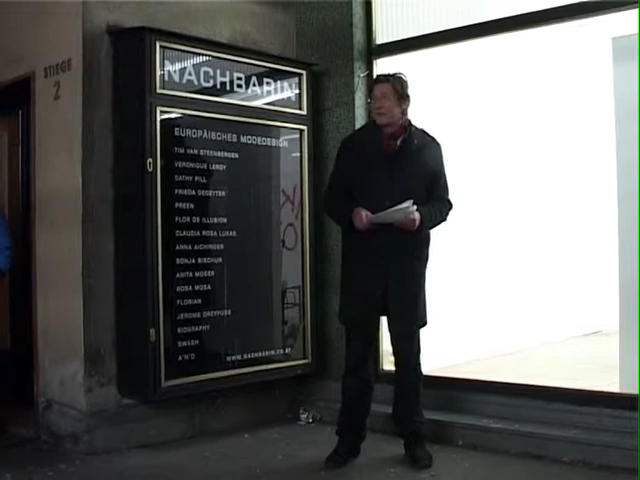 STIEGE
2
NACHBARIN
EUROPÄISCHES MODEDESIGN
TIM VAN STEENBERGEN
VERONIQUE LEROY
CATHY PILL
FRIEDA DEGEYTER
PREEN
FLOR DE ILLUSION
CLAUDIA ROSA LUKAS
ANNA AICHINGER
SONJA BISCHUR
ANITA MOSER
ROSA MOSA
FLORIAN
JEROME DREYFUSS
BIOGRAPHY
SWASH
A'N'D
WWW.NACHBARIN.CO.AT